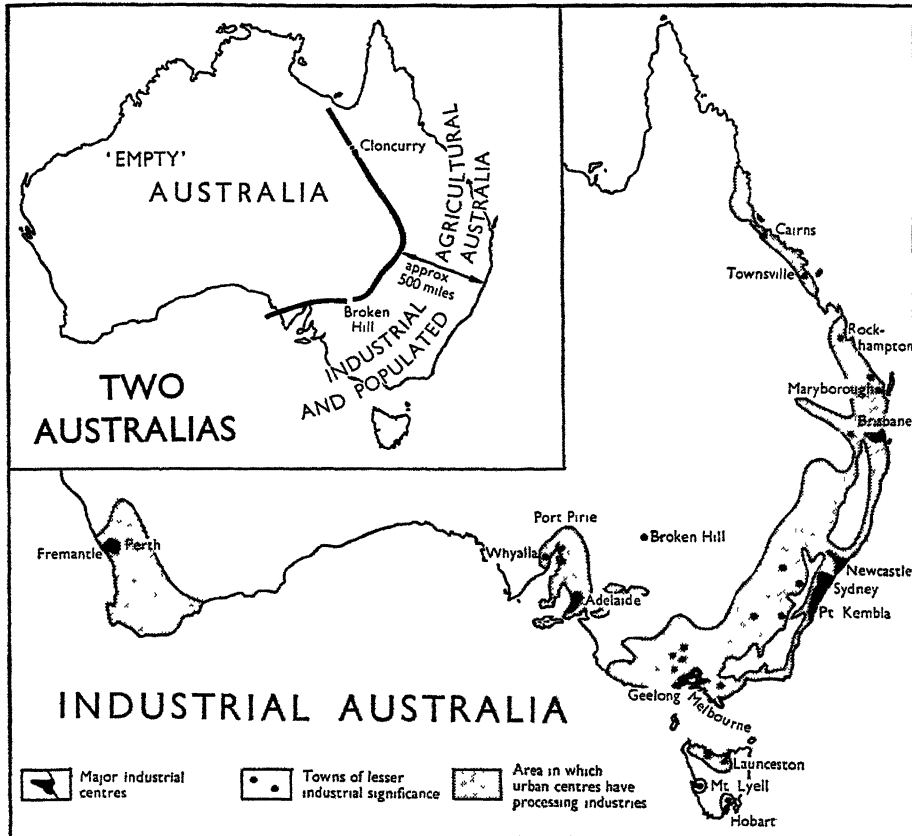 'EMPTY'
AUSTRALIA
Cloncurry
AGRICULTURAL
AUSTRALIA
approx
500 miles
Broken
Hill
INDUSTRIAL
AND POPULATED
TWO
AUSTRALIAS
Cairns
Townsville
Rock-
hampton
Maryborough
Brisbane
Port Pirie
Whyalla
Broken Hill
Fremantle
Perth
Adelaide
Newcastle
Sydney
Pt Kembla
Geelong
Melbourne
Launceston
Mt Lyell
Hobart
INDUSTRIAL AUSTRALIA
Major industrial
centres
Towns of lesser
industrial significance
Area in which
urban centres have
processing industries